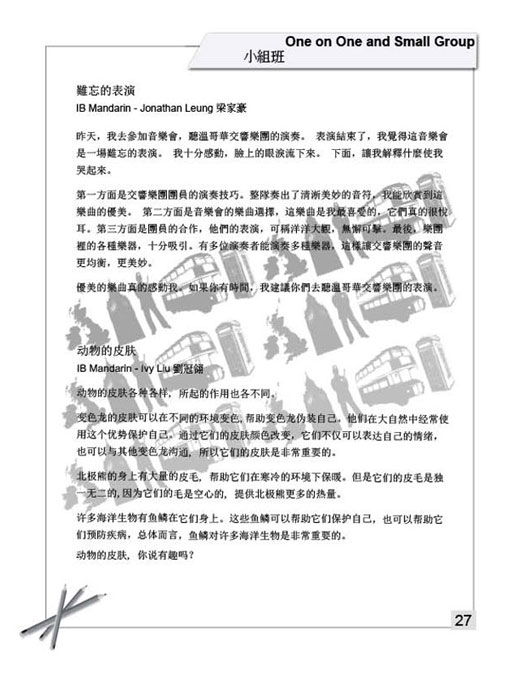 One on One and Small Group
小組班
難忘的表演
IB Mandarin - Jonathan Leung 梁家豪
昨天，我去參加音樂會，聽溫哥華交響樂團的演奏。 表演結束了，我覺得這音樂會
是一場難忘的表演。 我十分感動，臉上的眼淚流下來。 下面，讓我解釋什麼使我
哭起來。
第一方面是交響樂團團員的演奏技巧。整隊奏出了清淅美妙的音符，我能欣賞到這
樂曲的優美。 第二方面是音樂會的樂曲選擇，這樂曲是我最喜愛的，它們真的很悅
耳。第三方面是團員的合作，他們的表演，可稱洋洋大觀，無懈可擊。最後，樂團
裡的各種樂器，十分吸引。有多位演奏者能演奏多種樂器，這樣讓交響樂團的聲音
更均衡，更美妙。
優美的樂曲真的感動我。如果你有時間，我建議你們去聽溫哥華交響樂團的表演。
动物的皮肤
IB Mandarin - Ivy Liu 劉冠翎
动物的皮肤各种各样, 所起的作用也各不同。
变色龙的皮肤可以在不同的环境变色,帮助变色龙伪装自己。他们在大自然中经常使
用这个优势保护自己。通过它们的皮肤颜色改变，它们不仅可以表达自己的情绪，
也可以与其他变色龙沟通, 所以它们的皮肤是非常重要的。
北极熊的身上有大量的皮毛, 帮助它们在寒冷的环境下保暖。但是它们的皮毛是独
一无二的,因为它们的毛是空心的, 提供北极熊更多的热量。
许多海洋生物有鱼鳞在它们身上。这些鱼鳞可以帮助它们保护自己，也可以帮助它
们预防疾病，总体而言，鱼鳞对许多海洋生物是非常重要的。
动物的皮肤, 你说有趣吗？
27